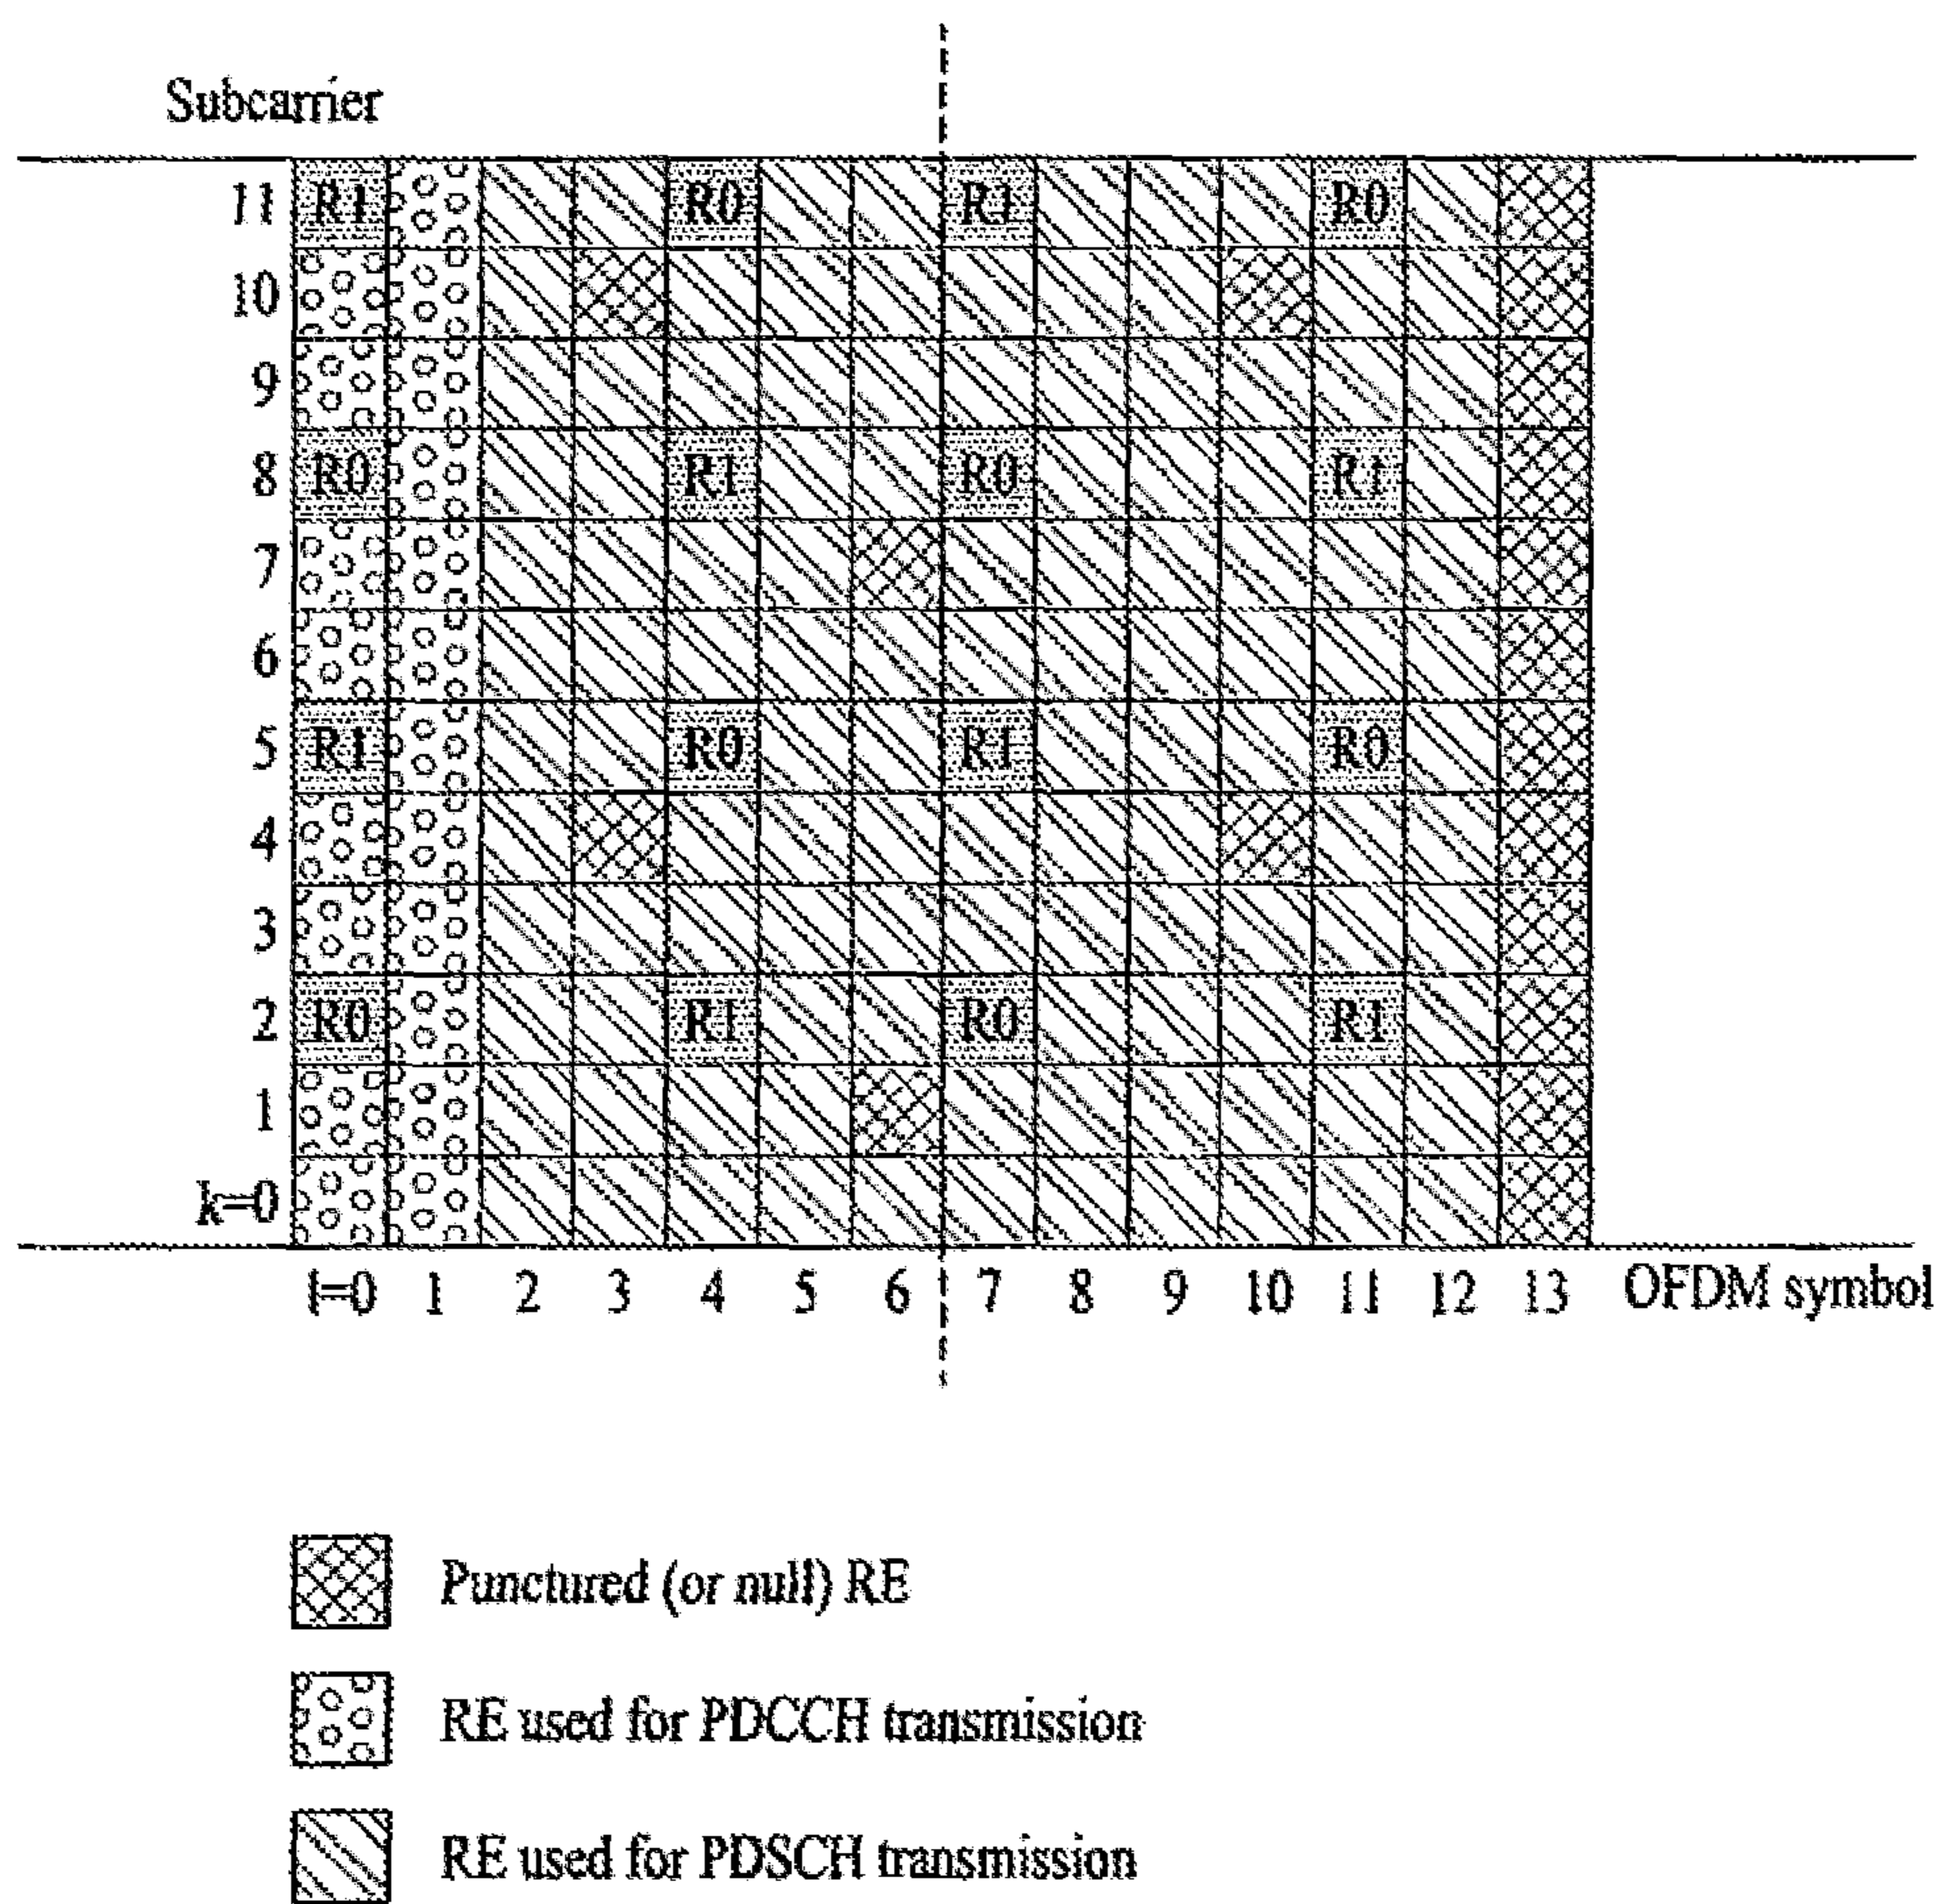 Subcarrier
11 R1 R0 R1 R0
10
9
8 R0 R1 R0 R1
7
6
5 R1 R0 R1 R0
4
3
2 R0 R1 R0 R1
1
k=0
l=0 1 2 3 4 5 6 7 8 9 10 11 12 13 OFDM symbol
Punctured (or null) RE
RE used for PDCCH transmission
RE used for PDSCH transmission